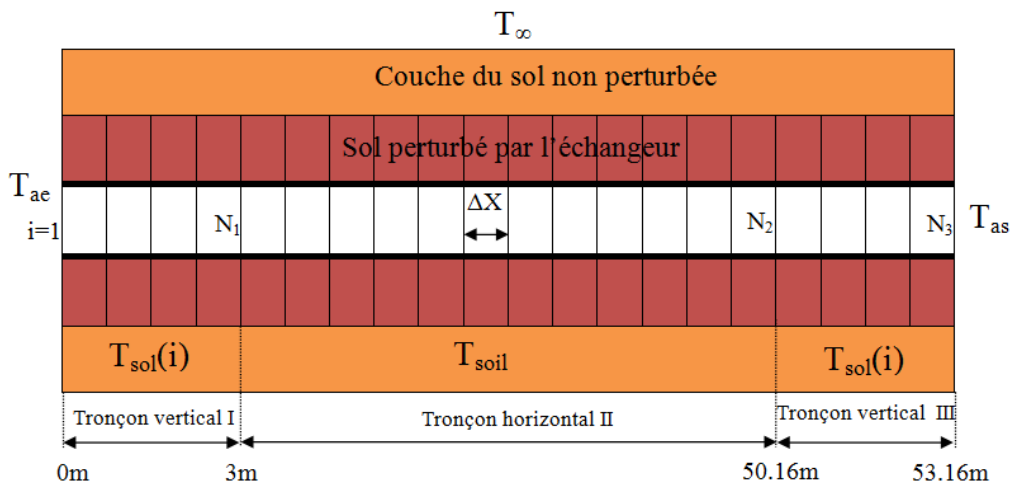 T∞
Couche du sol non perturbée
Sol perturbé par l'échangeur
Tae
i=1
N1
ΔX
N2
N3
Tas
Tsol(i)
Tsoil
Tsol(i)
Tronçon vertical I
Tronçon horizontal II
Tronçon vertical III
0m
3m
50.16m
53.16m